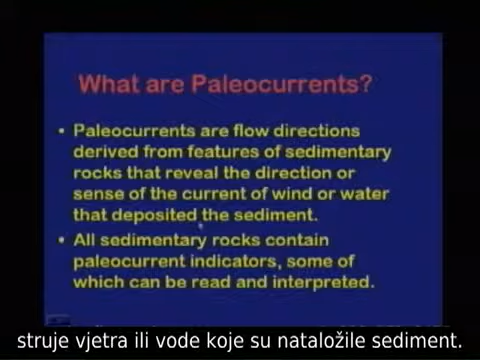 What are Paleocurrents?
• Paleocurrents are flow directions
derived from features of sedimentary
rocks that reveal the direction or
sense of the current of wind or water
that deposited the sediment.
• All sedimentary rocks contain
paleocurrent indicators, some of
which can be read and interpreted.
struje vjetra ili vode koje su nataložile sediment.